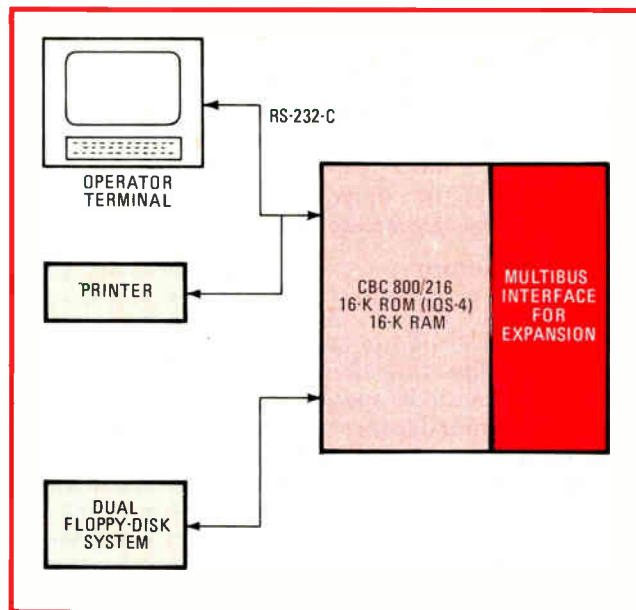 RS-232-C
OPERATOR
TERMINAL
PRINTER
CBC 800/216
16-K ROM (IOS-4)
16-K RAM
MULTIBUS
INTERFACE
FOR
EXPANSION
DUAL
FLOPPY-DISK
SYSTEM